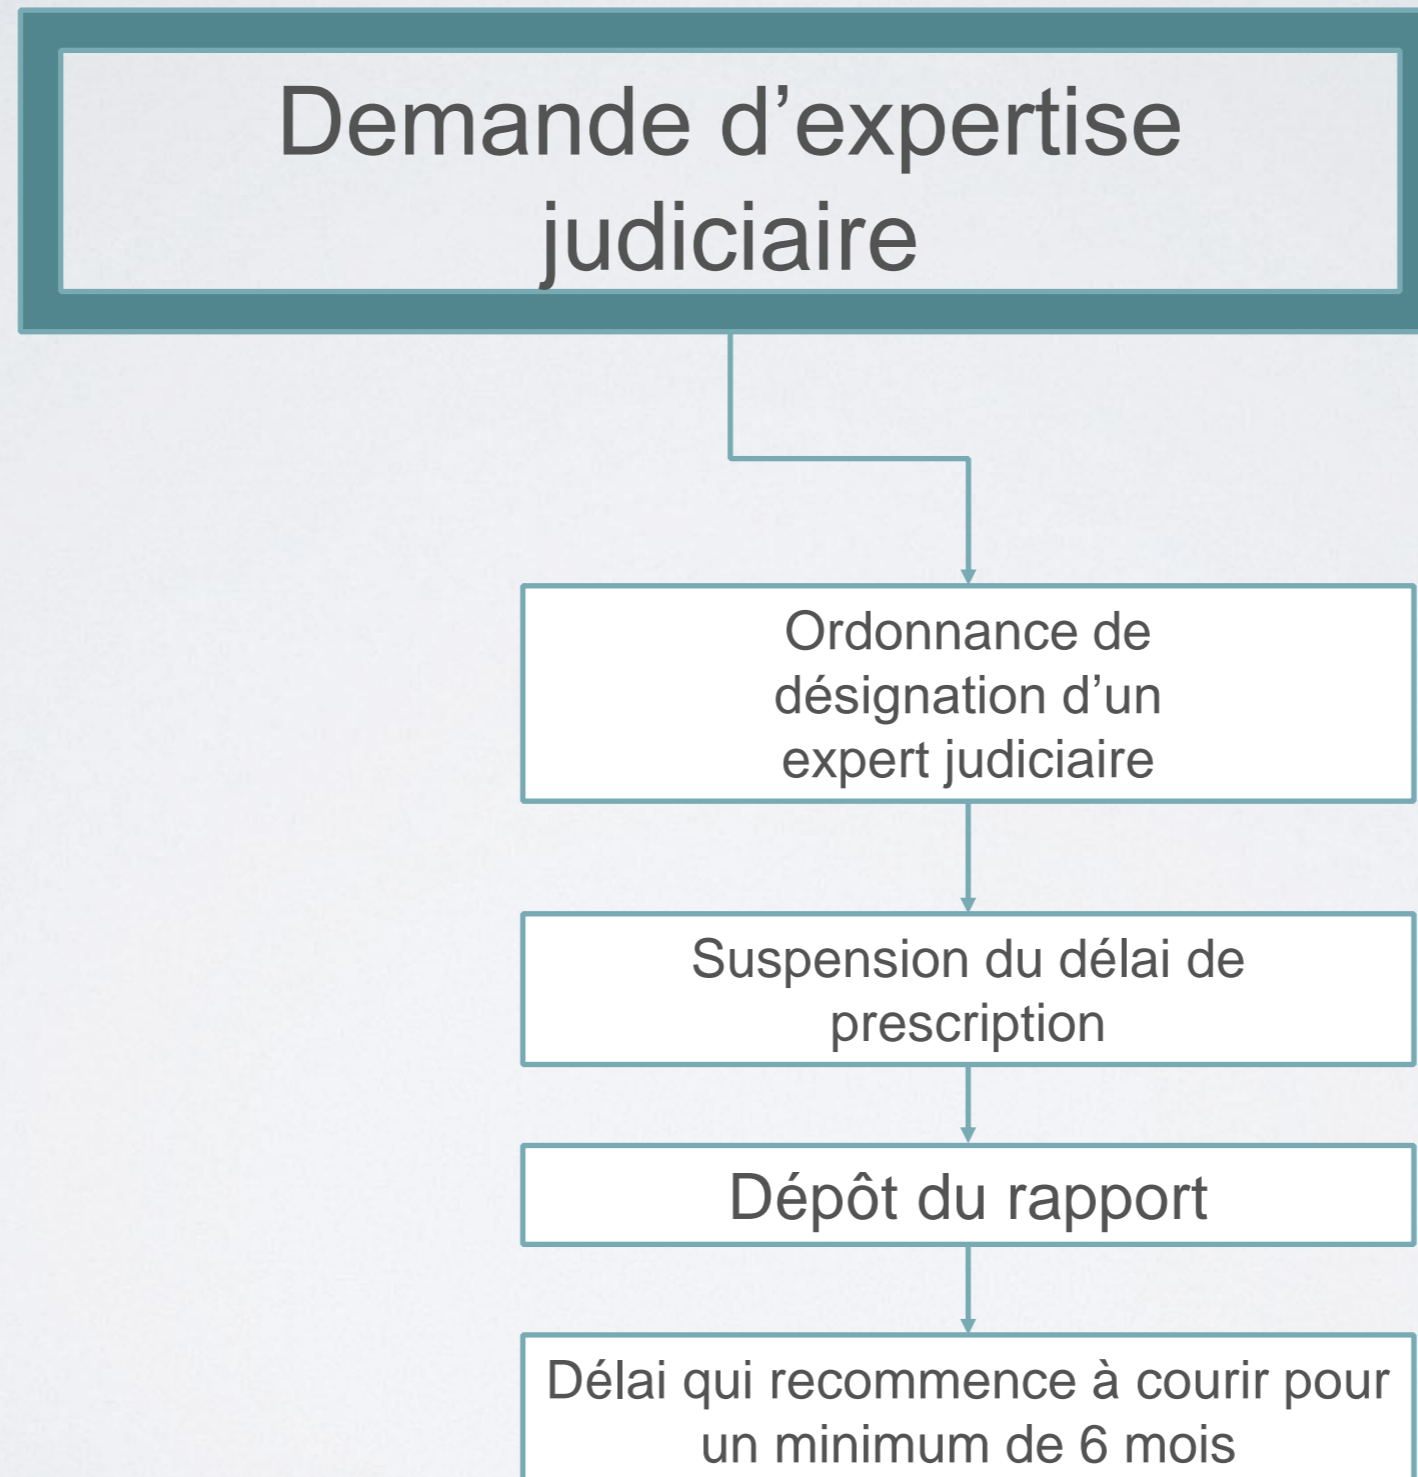 Demande d’expertise
judiciaire
Ordonnance de
désignation d’un
expert judiciaire
Suspension du délai de
prescription
Dépôt du rapport
Délai qui recommence à courir pour
un minimum de 6 mois